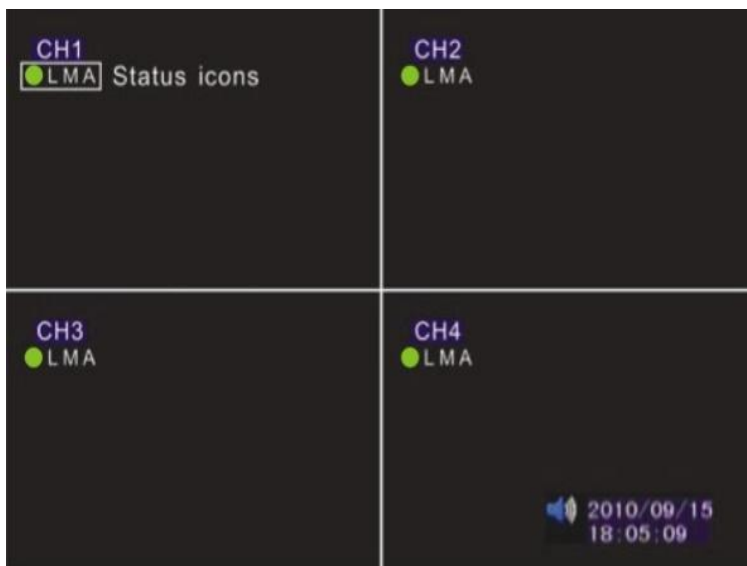 CH1
LMA Status icons
CH2
LMA
CH3
LMA
CH4
LMA
2010/09/15
18:05:09